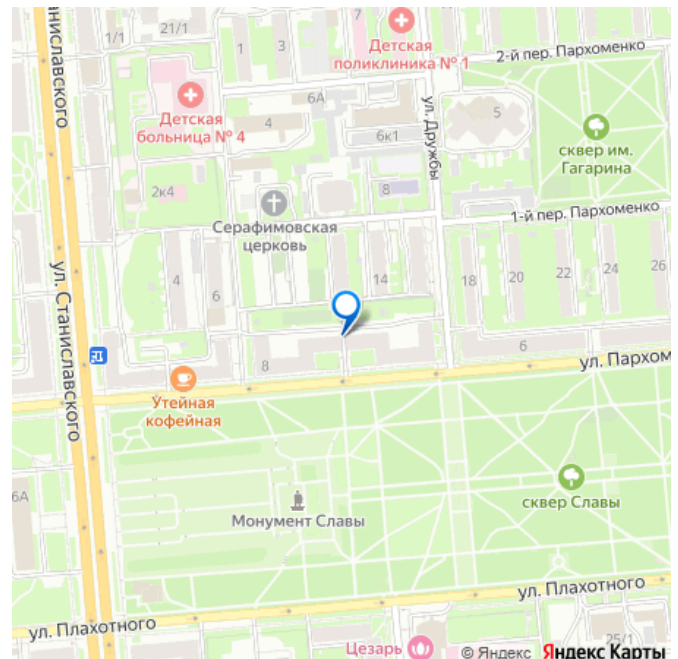 21/1
1/1
1
3
7
Детская
поликлиника № 1
2-й пер. Пархоменко
ул. Станиславского
Детская
больница № 4
6А
4
6к1
ул. Дружбы
5
сквер им.
Гагарина
2к4
8
Серафимовская
церковь
1-й пер. Пархоменко
4
6
14
18
20
22
24
26
ул. Станиславского
8
6
ул. Пархом
Утейная
кофейная
6А
Монумент Славы
сквер Славы
ул. Плахотного
ул. Плахотного
Цезарь
25/1
© Яндекс Яндекс Карты